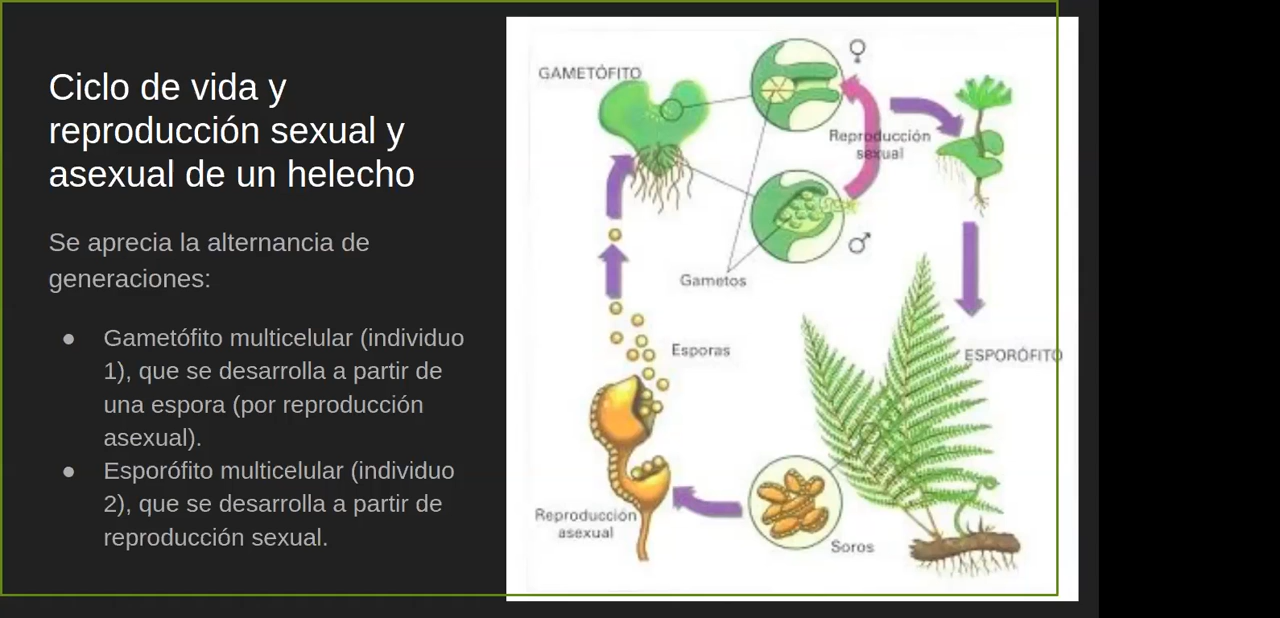 Ciclo de vida y
reproducción sexual y
asexual de un helecho
Se aprecia la alternancia de
generaciones:
● Gametófito multicelular (individuo
1), que se desarrolla a partir de
una espora (por reproducción
asexual).
● Esporófito multicelular (individuo
2), que se desarrolla a partir de
reproducción sexual.
GAMETÓFITO
♀
Reproducción
sexual
♂
Gametos
Esporas
ESPORÓFITO
Reproducción
asexual
Soros